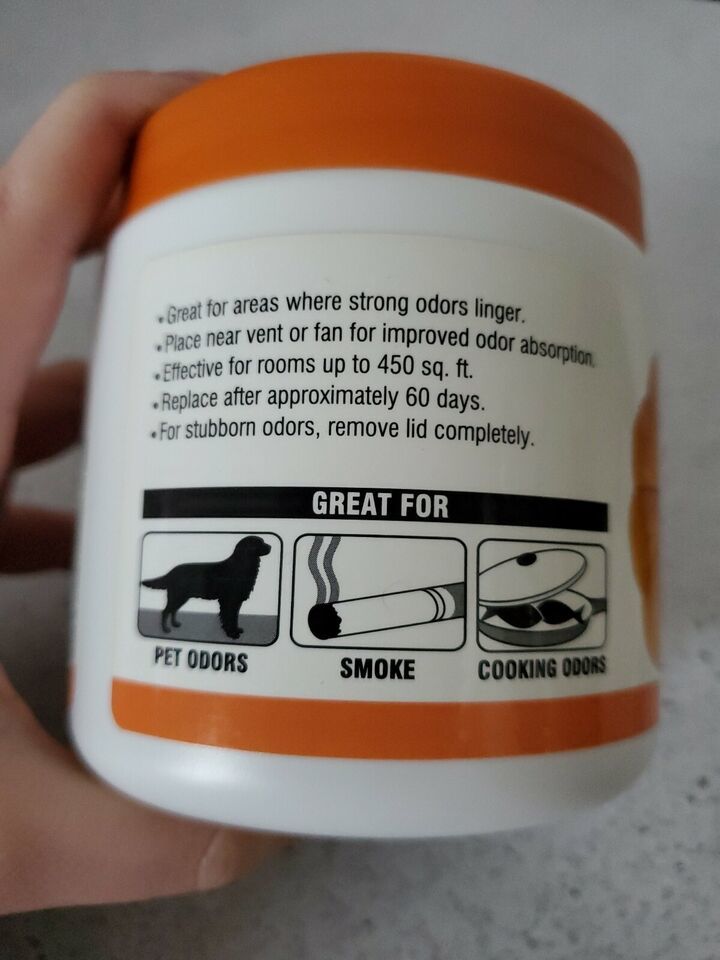 •Great for areas where strong odors linger.
•Place near vent or fan for improved odor absorption.
•Effective for rooms up to 450 sq. ft.
•Replace after approximately 60 days.
•For stubborn odors, remove lid completely.
GREAT FOR
PET ODORS SMOKE COOKING ODORS